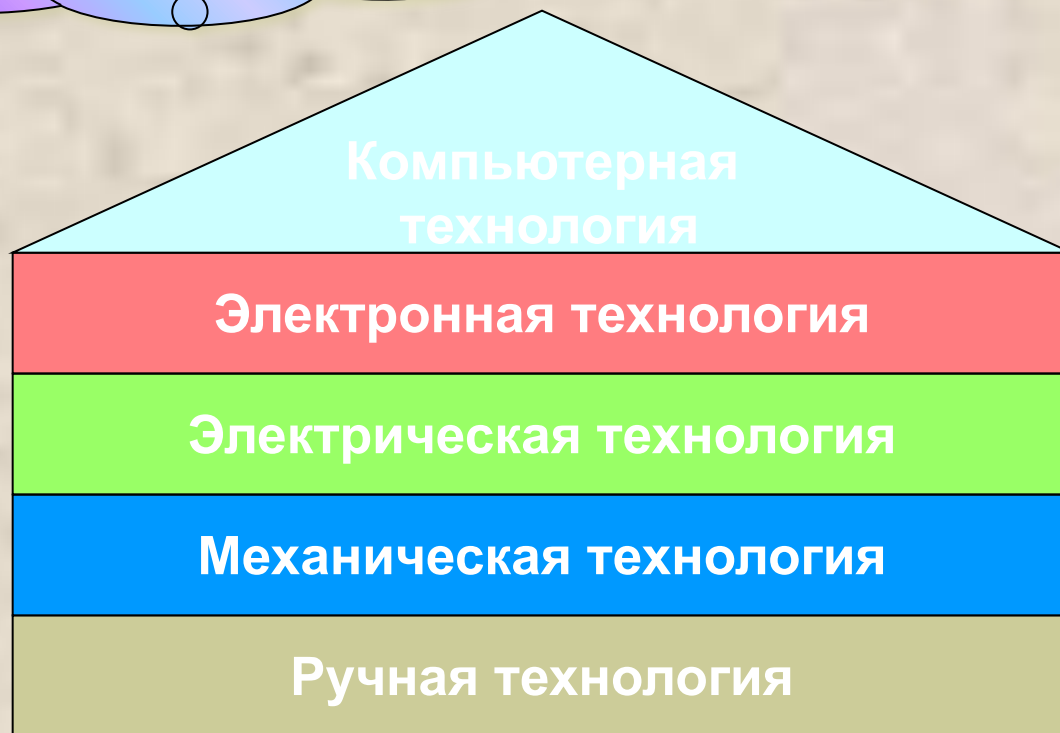 Компьютерная
технология
Электронная технология
Электрическая технология
Механическая технология
Ручная технология